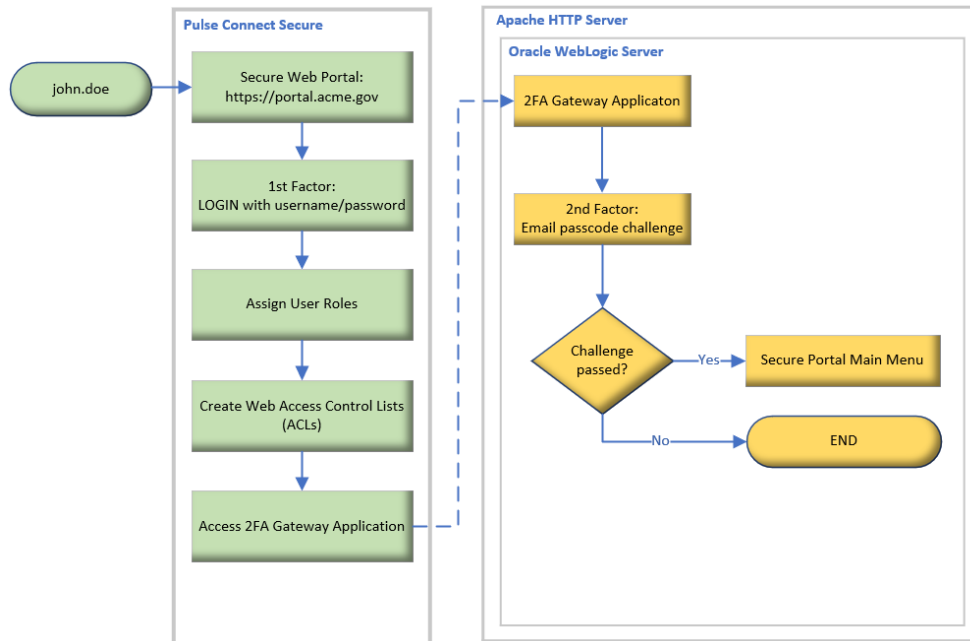 Pulse Connect Secure
john.doe
Secure Web Portal:
https://portal.acme.gov
1st Factor:
LOGIN with username/password
Assign User Roles
Create Web Access Control Lists
(ACLs)
Access 2FA Gateway Application
Apache HTTP Server
Oracle WebLogic Server
2FA Gateway Applicaton
2nd Factor:
Email passcode challenge
Challenge
passed?
Yes
Secure Portal Main Menu
No
END